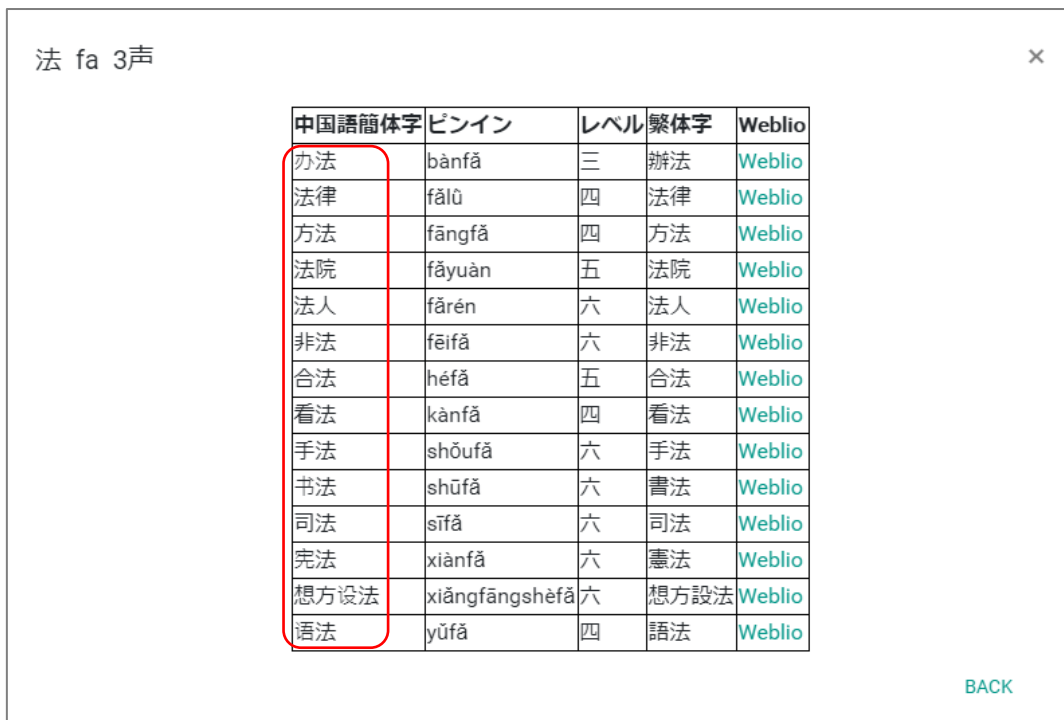 法 fa 3声 ×
中国語簡体字 ピンイン レベル 繁体字 Weblio
办法 bànfǎ 三 辦法 Weblio
法律 fǎlû 四 法律 Weblio
方法 fāngfǎ 四 方法 Weblio
法院 fǎyuàn 五 法院 Weblio
法人 fǎrén 六 法人 Weblio
非法 fēifǎ 六 非法 Weblio
合法 héfǎ 五 合法 Weblio
看法 kànfǎ 四 看法 Weblio
手法 shǒufǎ 六 手法 Weblio
书法 shūfǎ 六 書法 Weblio
司法 sīfǎ 六 司法 Weblio
宪法 xiànfǎ 六 憲法 Weblio
想方设法 xiǎngfāngshèfǎ 六 想方設法 Weblio
语法 yǔfǎ 四 語法 Weblio
BACK